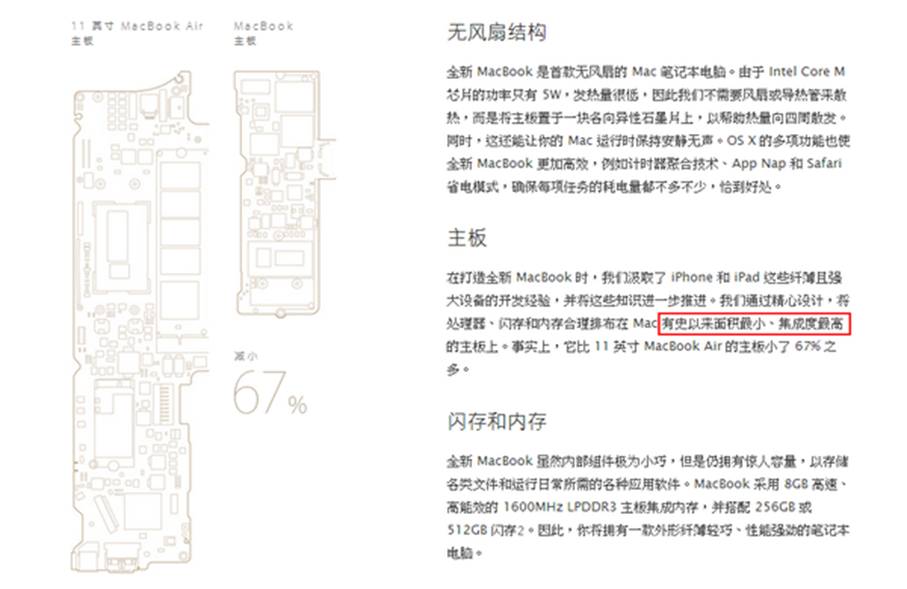 11 英寸 MacBook Air
主板
MacBook
主板
减小
67%
无风扇结构
全新 MacBook 是首款无风扇的 Mac 笔记本电脑。由于 Intel Core M
芯片的功率只有 5W，发热量很低，因此我们不需要风扇或导热管来散
热，而是将主板置于一块各向异性石墨片上，以帮助热量向四周散发。
同时，这还能让你的 Mac 运行时保持安静无声。OS X 的多项功能也使
全新 MacBook 更加高效，例如计时器聚合技术、App Nap 和 Safari
省电模式，确保每项任务的耗电量都不多不少，恰到好处。
主板
在打造全新 MacBook 时，我们汲取了 iPhone 和 iPad 这些纤薄且强
大设备的开发经验，并将这些知识进一步推进。我们通过精心设计，将
处理器、闪存和内存合理排布在 Mac 有史以来面积最小、集成度最高
的主板上。事实上，它比 11 英寸 MacBook Air 的主板小了 67% 之
多。
闪存和内存
全新 MacBook 虽然内部组件极为小巧，但是仍拥有惊人容量，以存储
各类文件和运行日常所需的各种应用软件。MacBook 采用 8GB 高速、
高能效的 1600MHz LPDDR3 主板集成内存，并搭配 256GB 或
512GB 闪存2。因此，你将拥有一款外形纤薄轻巧、性能强劲的笔记本
电脑。